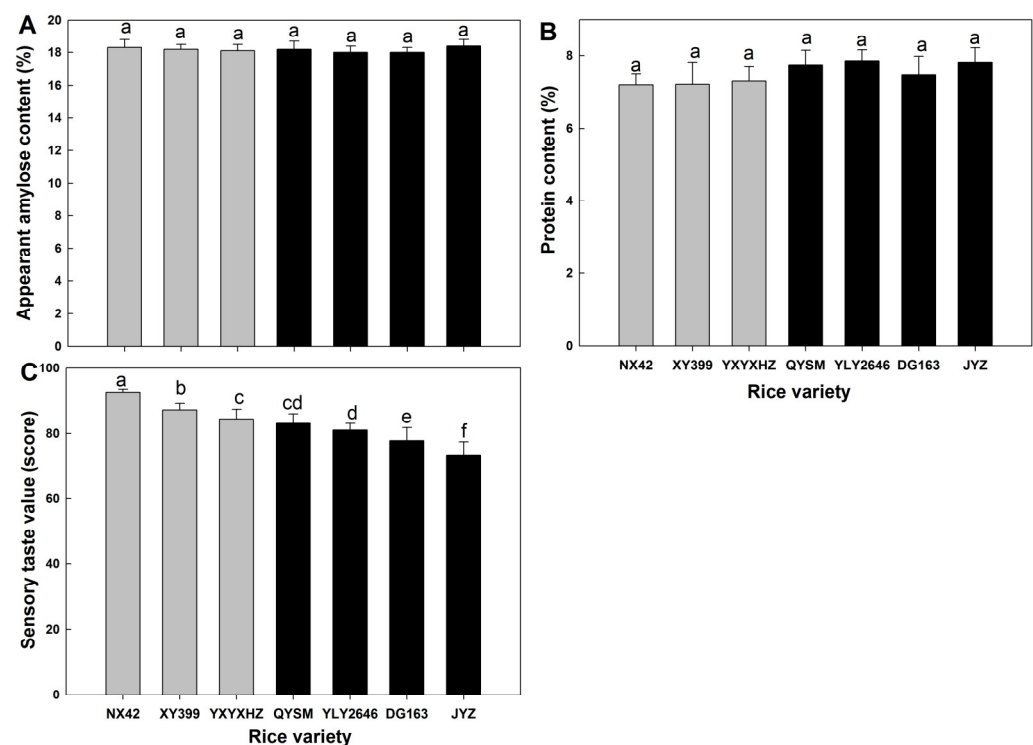 A
Appearant amylose content (%)
20
18
16
14
12
10
8
6
4
2
0
a a a a a a a
B
Protein content (%)
8
6
4
2
0
a a a a a a a
NX42 XY399 YXYXHZ QYSM YLY2646 DG163 JYZ
Rice variety
C
Sensory taste value (score)
100
80
60
40
20
0
a b c cd d e f
NX42 XY399 YXYXHZ QYSM YLY2646 DG163 JYZ
Rice variety